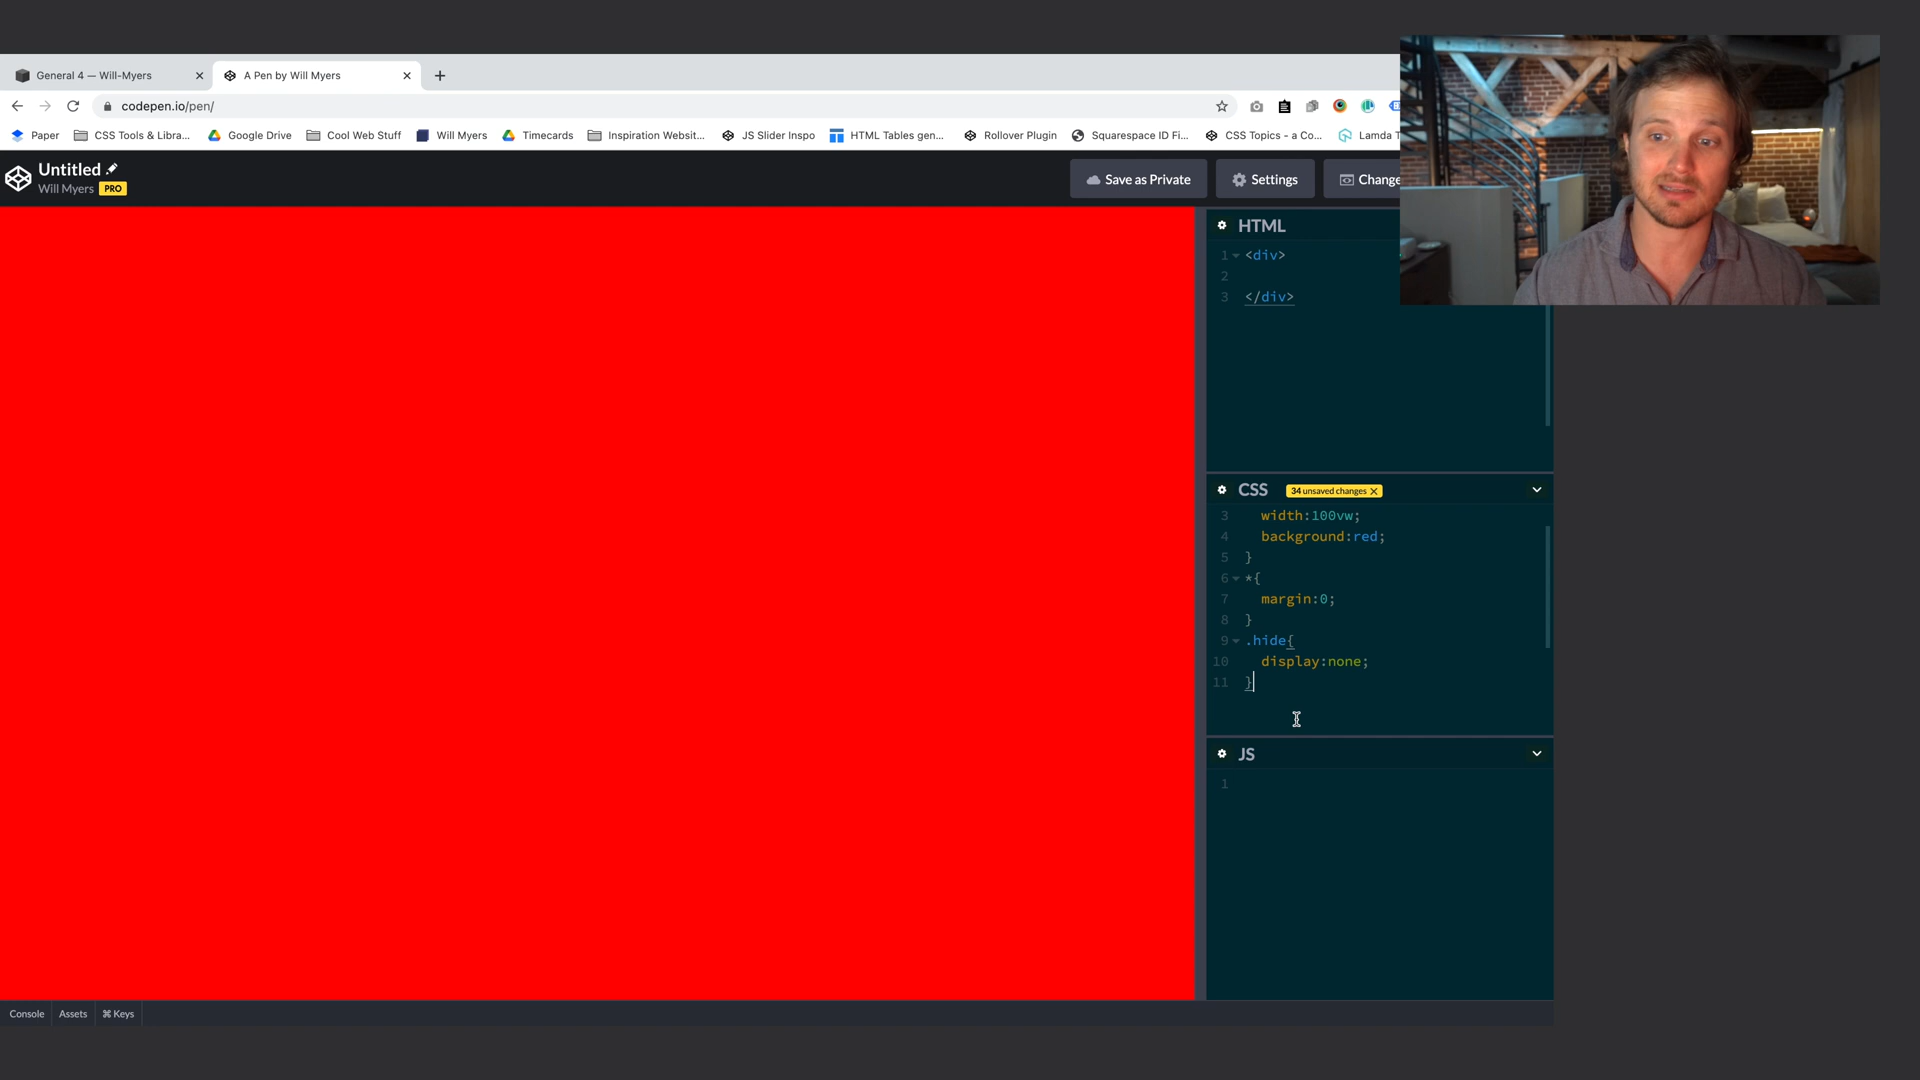 General 4 — Will-Myers
A Pen by Will Myers
codepen.io/pen/
Paper
CSS Tools & Libra...
Google Drive
Cool Web Stuff
Will Myers
Timecards
Inspiration Websit...
JS Slider Inspo
HTML Tables gen...
Rollover Plugin
Squarespace ID Fi...
CSS Topics - a Co...
Lamda T
Untitled
Will Myers PRO
Save as Private
Settings
Change
HTML
1 <div>
2
3 </div>
CSS 34 unsaved changes X
3 width:100vw;
4 background:red;
5 }
6 *{
7 margin:0;
8 }
9 .hide{
10 display:none;
11 }
JS
1
Console
Assets
⌘ Keys